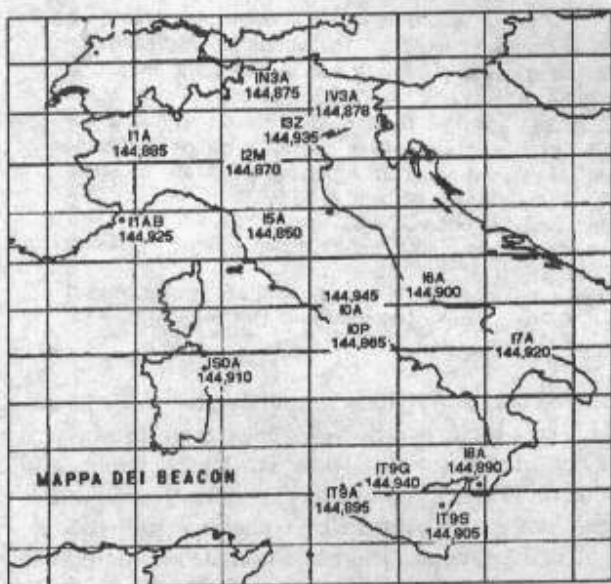 IN3A
144,875
IV3A
144,878
I3Z
144,935
I1A
144,885
I2M
144,870
I1AB
144,925
I5A
144,850
I6A
144,900
144,945
I0A
I0P
144,865
I7A
144,920
IS0A
144,910
I8A
144,890
IT9G
144,940
MAPPA DEI BEACON
IT9A
144,895
IT9S
144,905